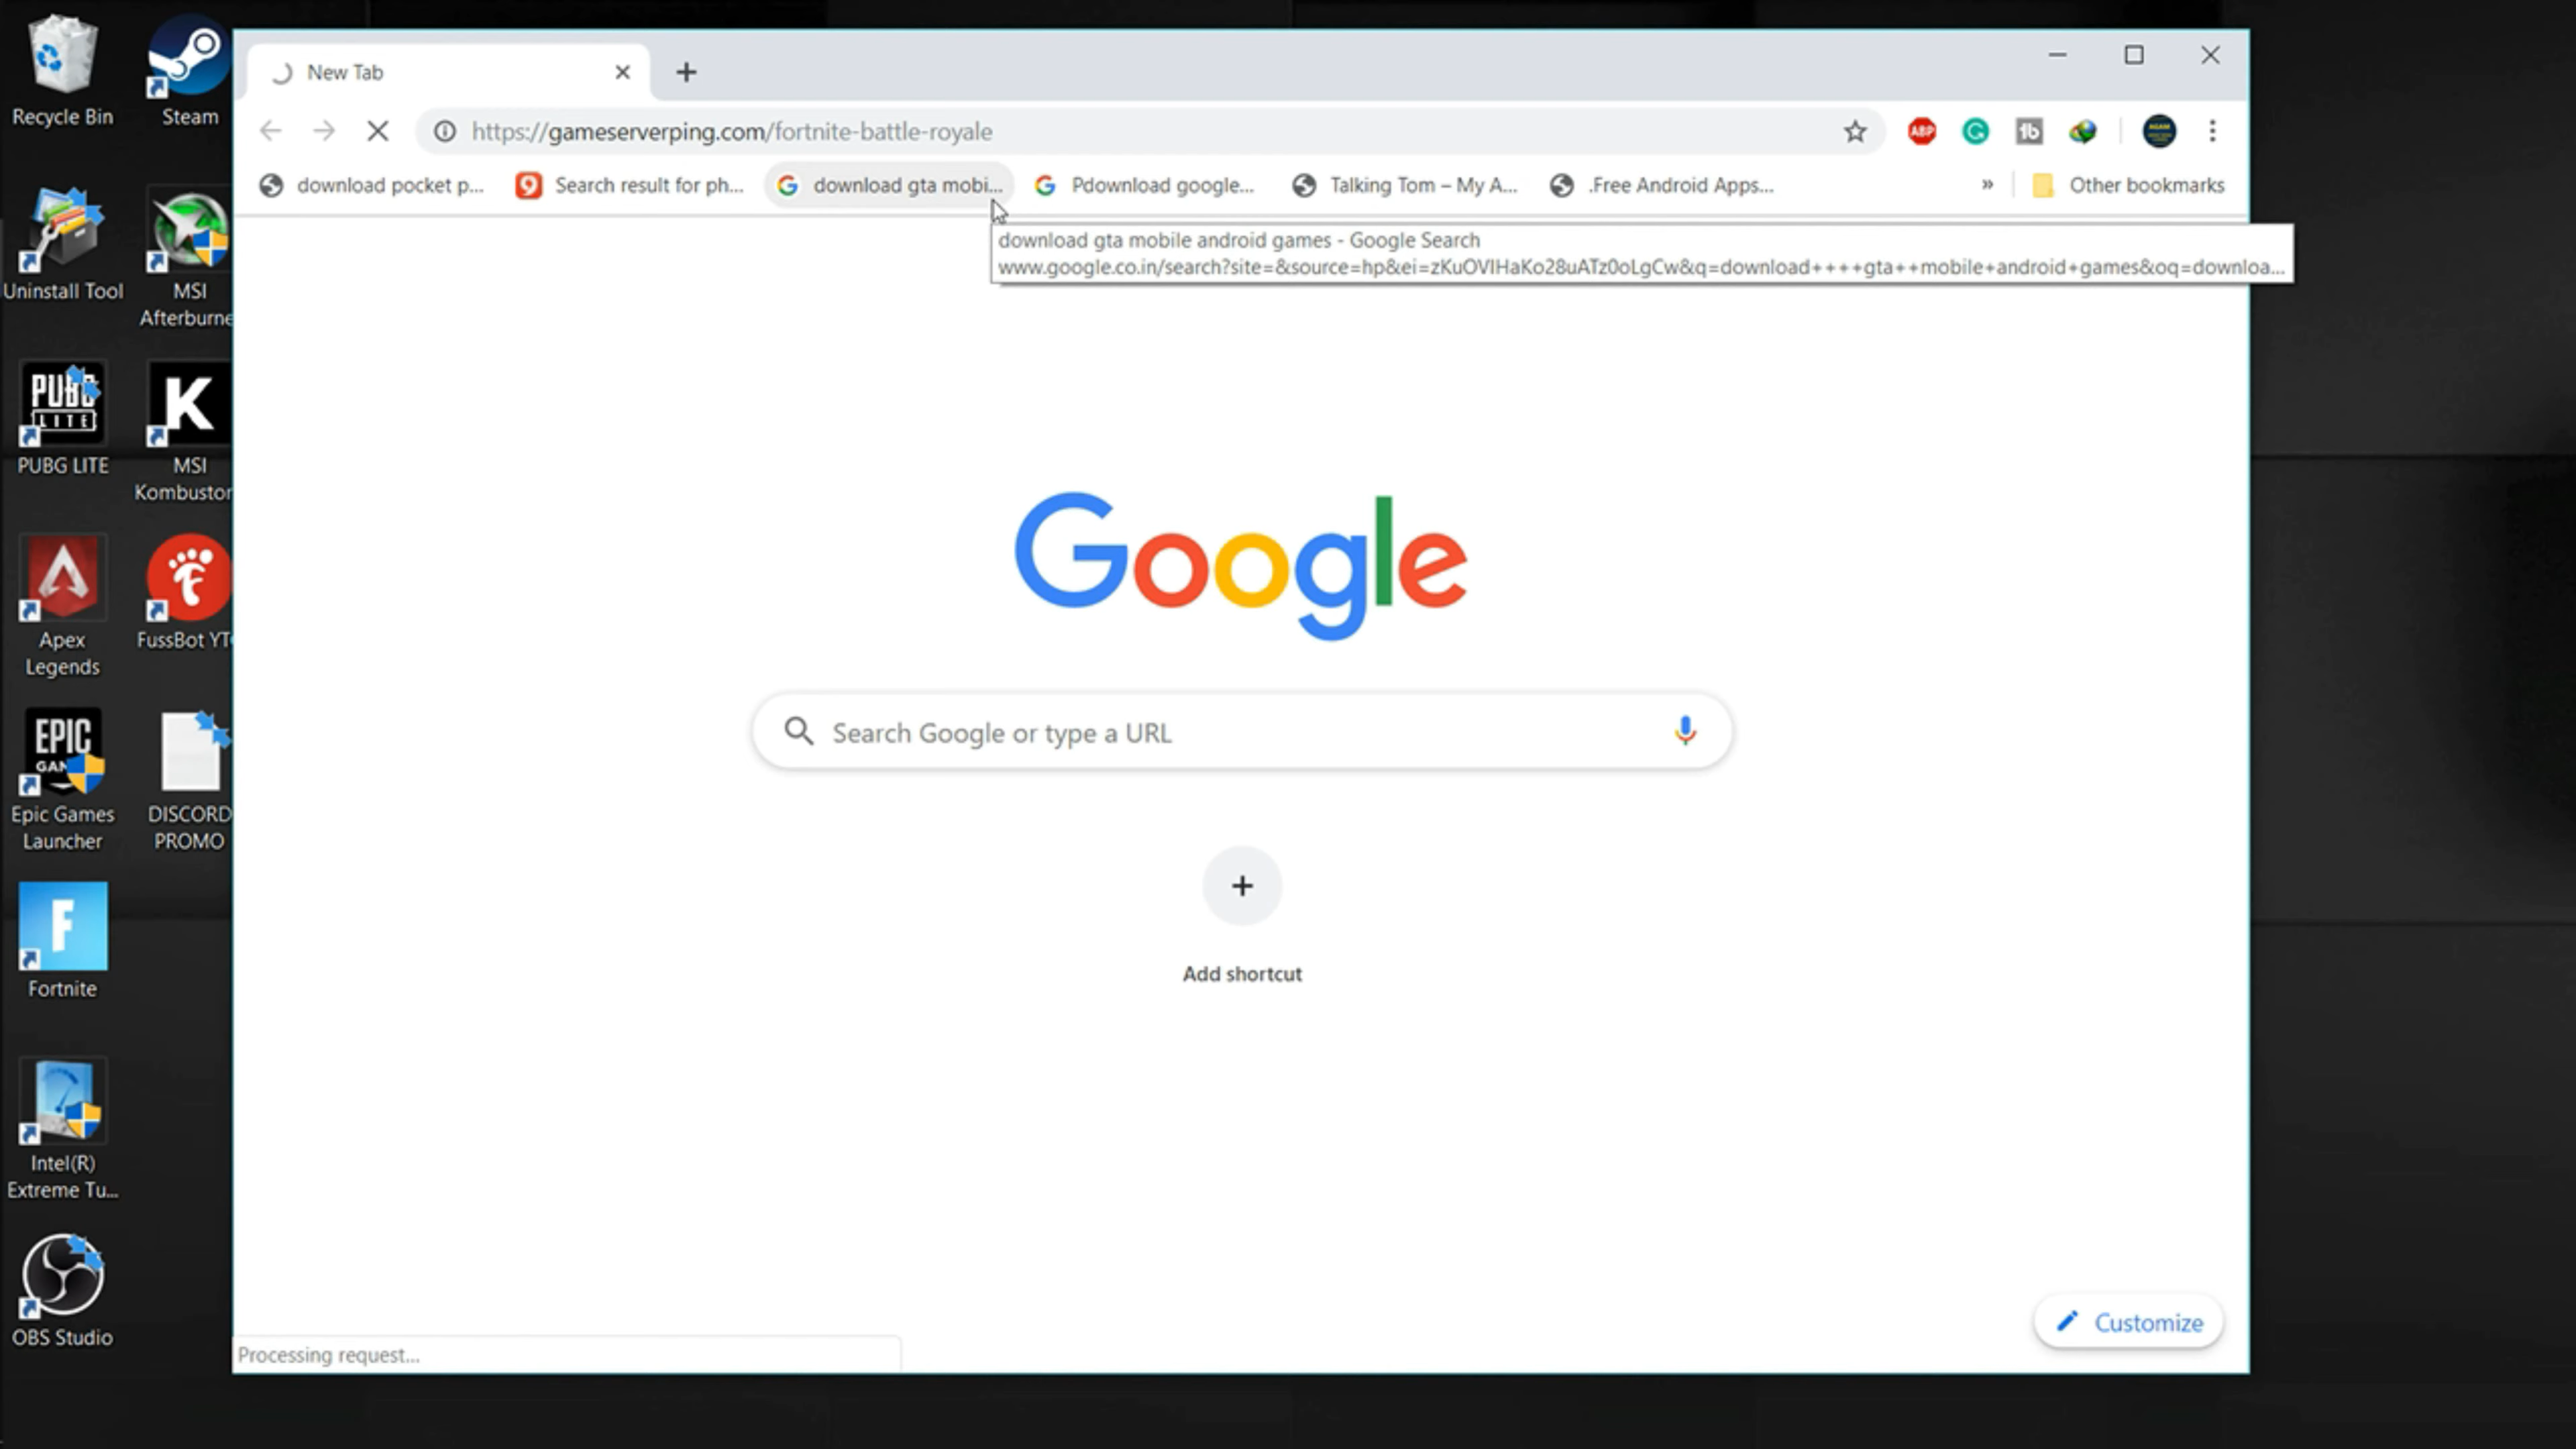 Recycle Bin
Steam
Uninstall Tool
MSI
Afterburne
PUBG
LITE
PUBG LITE
K
MSI
Kombustor
Apex
Legends
FussBot YT
EPIC
GAM
Epic Games
Launcher
DISCORD
PROMO
F
Fortnite
Intel(R)
Extreme Tu...
OBS Studio
New Tab
https://gameserverping.com/fortnite-battle-royale
ABP
download pocket p...
Search result for ph...
download gta mobi...
Pdownload google...
Talking Tom – My A...
.Free Android Apps...
»
Other bookmarks
download gta mobile android games - Google Search
www.google.co.in/search?site=&source=hp&ei=zKuOVIHaKo28uATz0oLgCw&q=download++++gta++mobile+android+games&oq=downloa...
Google
Search Google or type a URL
Add shortcut
Customize
Processing request...